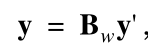 y = B_w y',